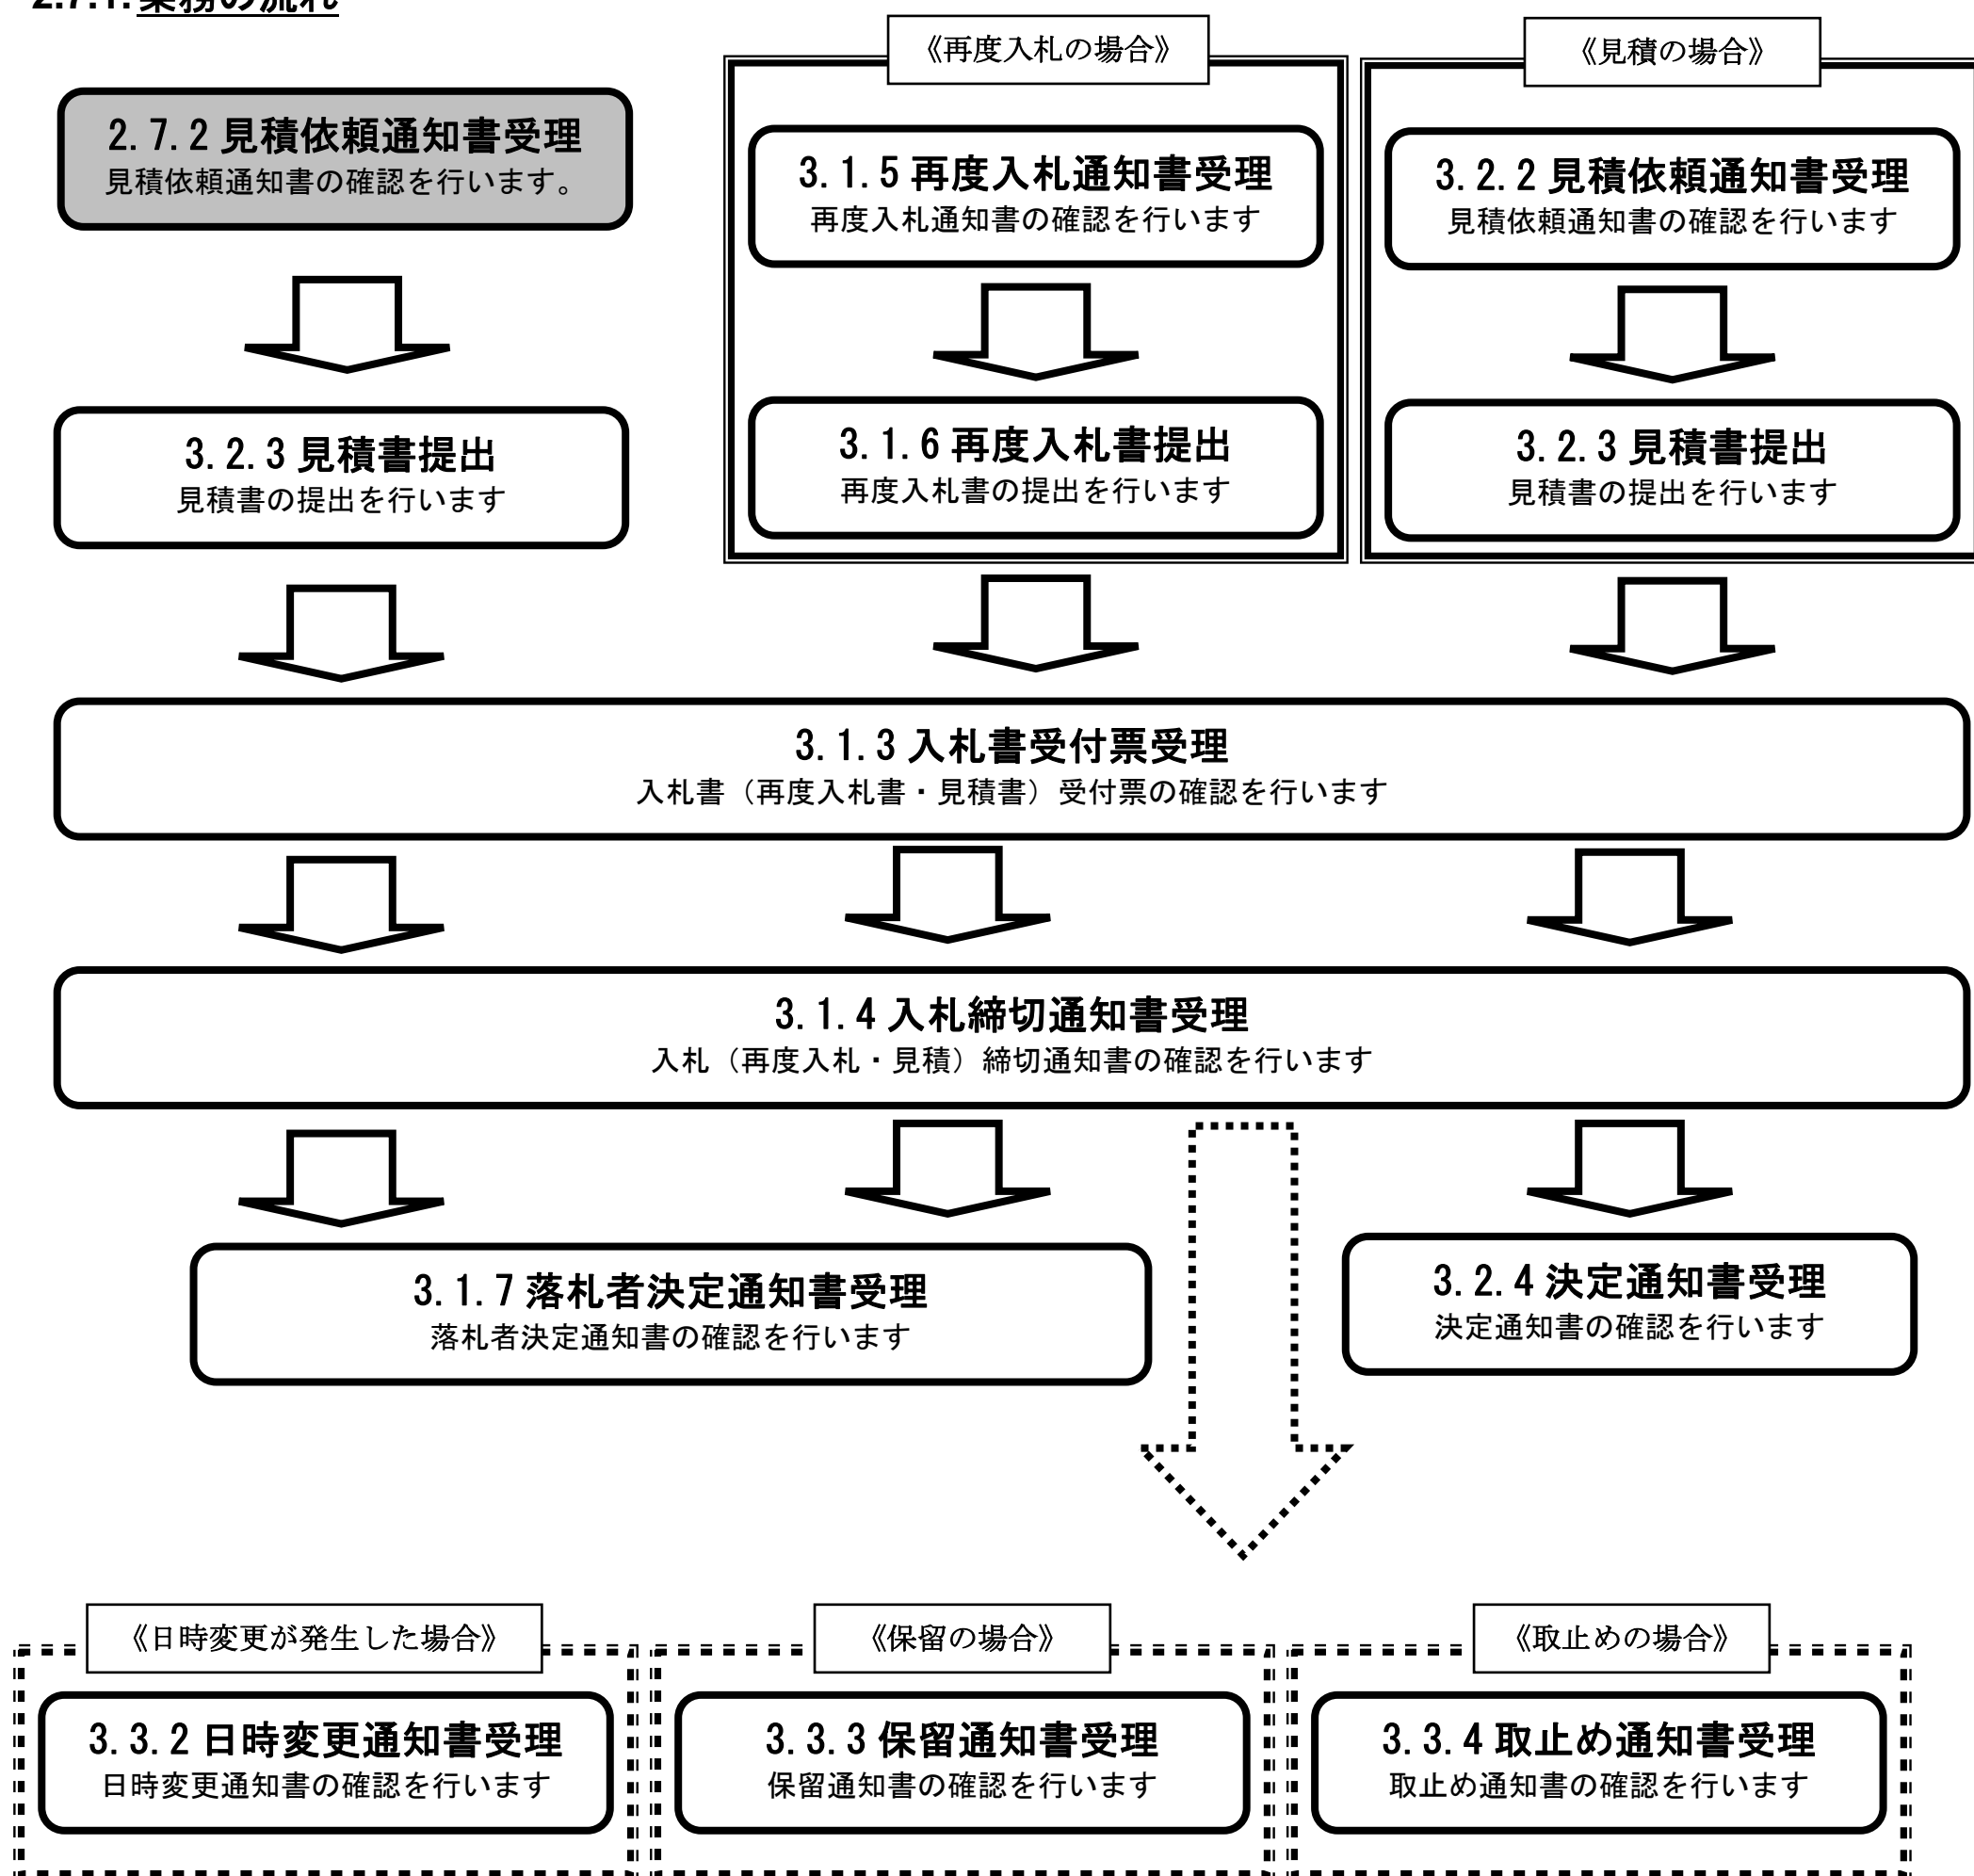 2.7.1.業務の流れ
《再度入札の場合》
《見積の場合》
2.7.2 見積依頼通知書受理
見積依頼通知書の確認を行います。
3.1.5 再度入札通知書受理
再度入札通知書の確認を行います
3.2.2 見積依頼通知書受理
見積依頼通知書の確認を行います
3.2.3 見積書提出
見積書の提出を行います
3.1.6 再度入札書提出
再度入札書の提出を行います
3.2.3 見積書提出
見積書の提出を行います
3.1.3 入札書受付票受理
入札書（再度入札書・見積書）受付票の確認を行います
3.1.4 入札締切通知書受理
入札（再度入札・見積）締切通知書の確認を行います
3.1.7 落札者決定通知書受理
落札者決定通知書の確認を行います
3.2.4 決定通知書受理
決定通知書の確認を行います
《日時変更が発生した場合》
《保留の場合》
《取止めの場合》
3.3.2 日時変更通知書受理
日時変更通知書の確認を行います
3.3.3 保留通知書受理
保留通知書の確認を行います
3.3.4 取止め通知書受理
取止め通知書の確認を行います